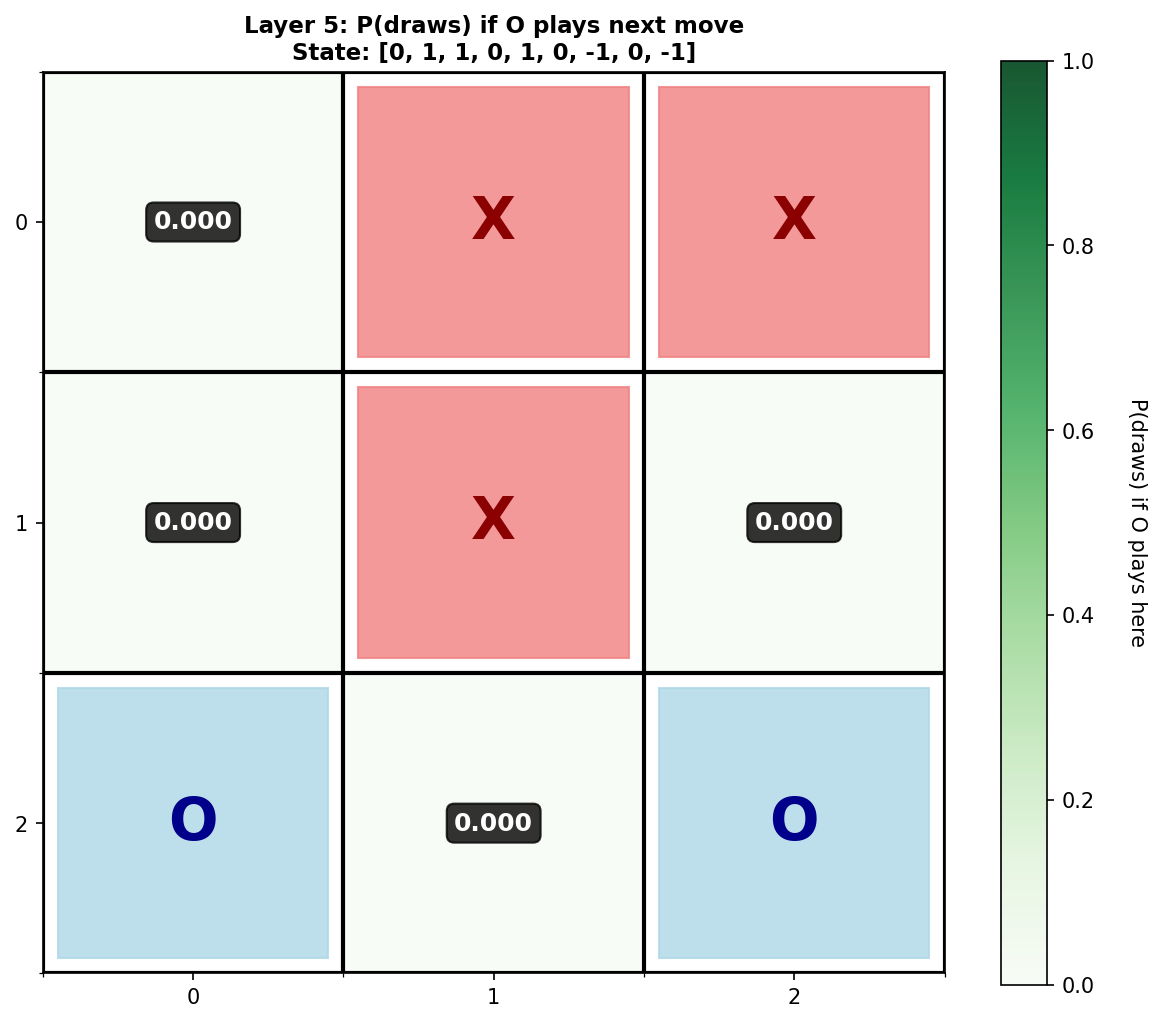 Layer 5: P(draws) if O plays next move
State: [0, 1, 1, 0, 1, 0, -1, 0, -1]
0
0.000
X
X
1
0.000
X
0.000
2
O
0.000
O
0
1
2
1.0
0.8
0.6
0.4
0.2
0.0
P(draws) if O plays here